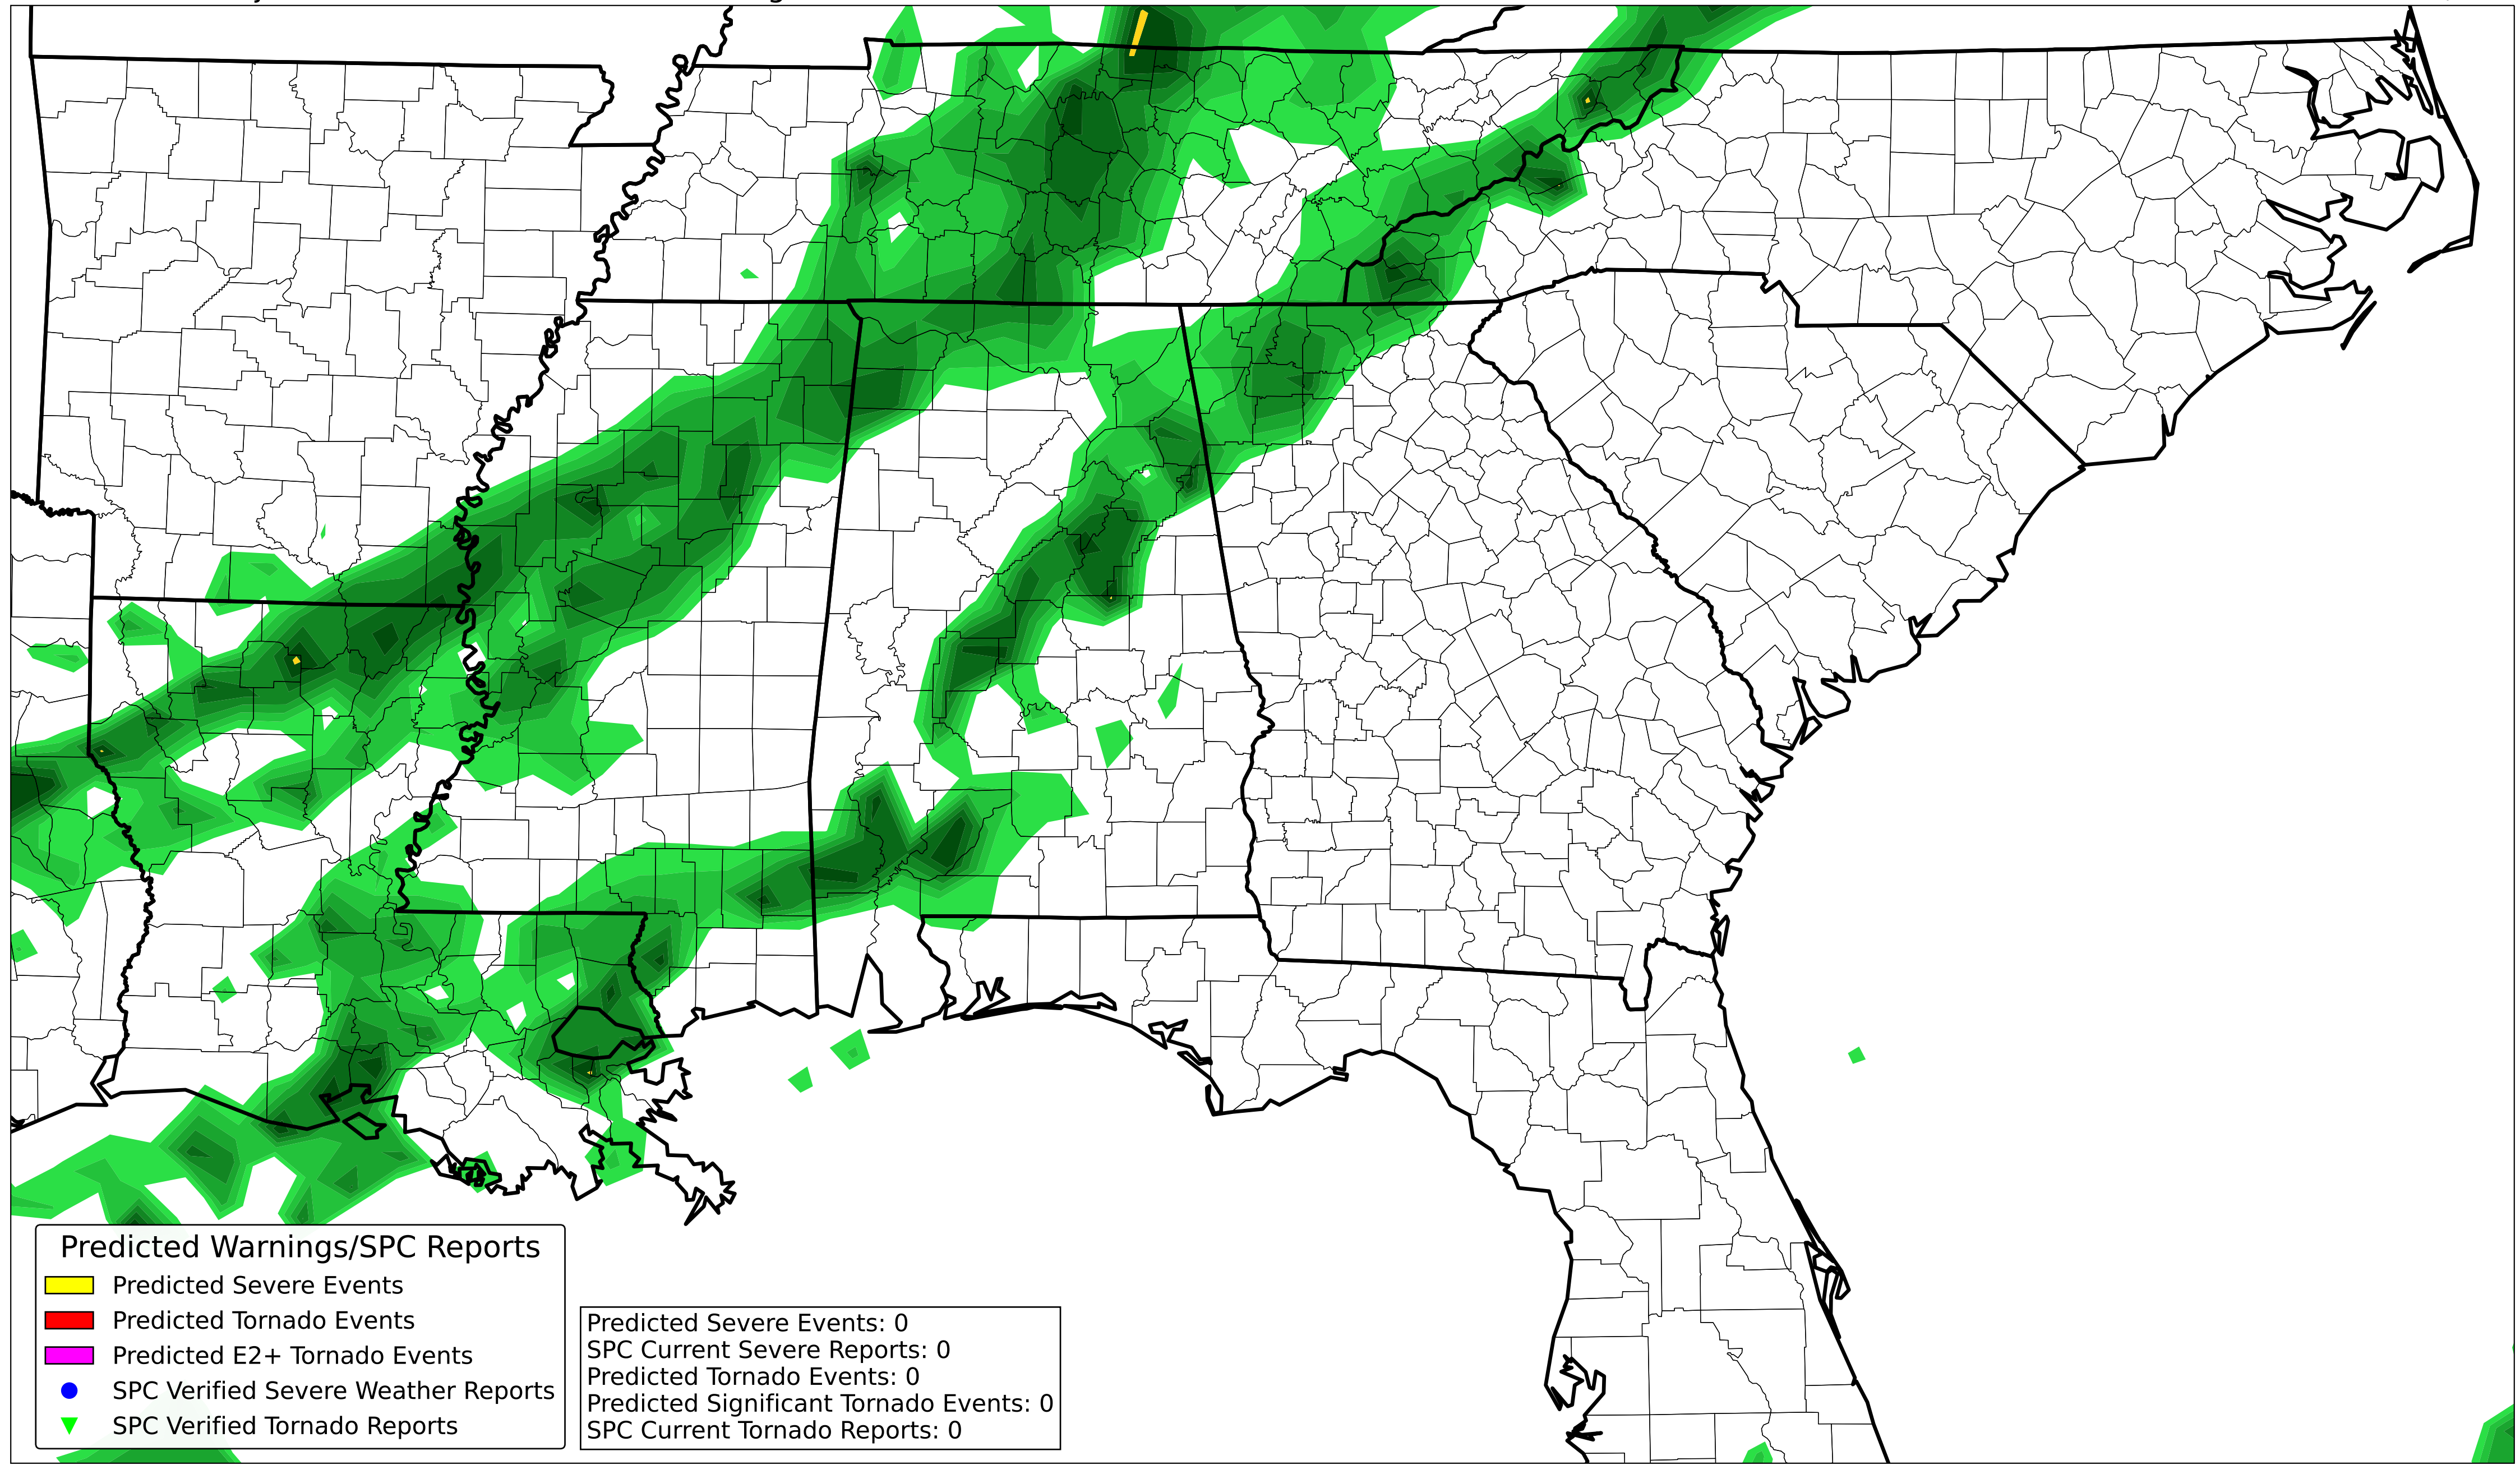 Predicted Warnings/SPC Reports
Predicted Severe Events
Predicted Tornado Events
Predicted E2+ Tornado Events
SPC Verified Severe Weather Reports
SPC Verified Tornado Reports
Predicted Severe Events: 0
SPC Current Severe Reports: 0
Predicted Tornado Events: 0
Predicted Significant Tornado Events: 0
SPC Current Tornado Reports: 0